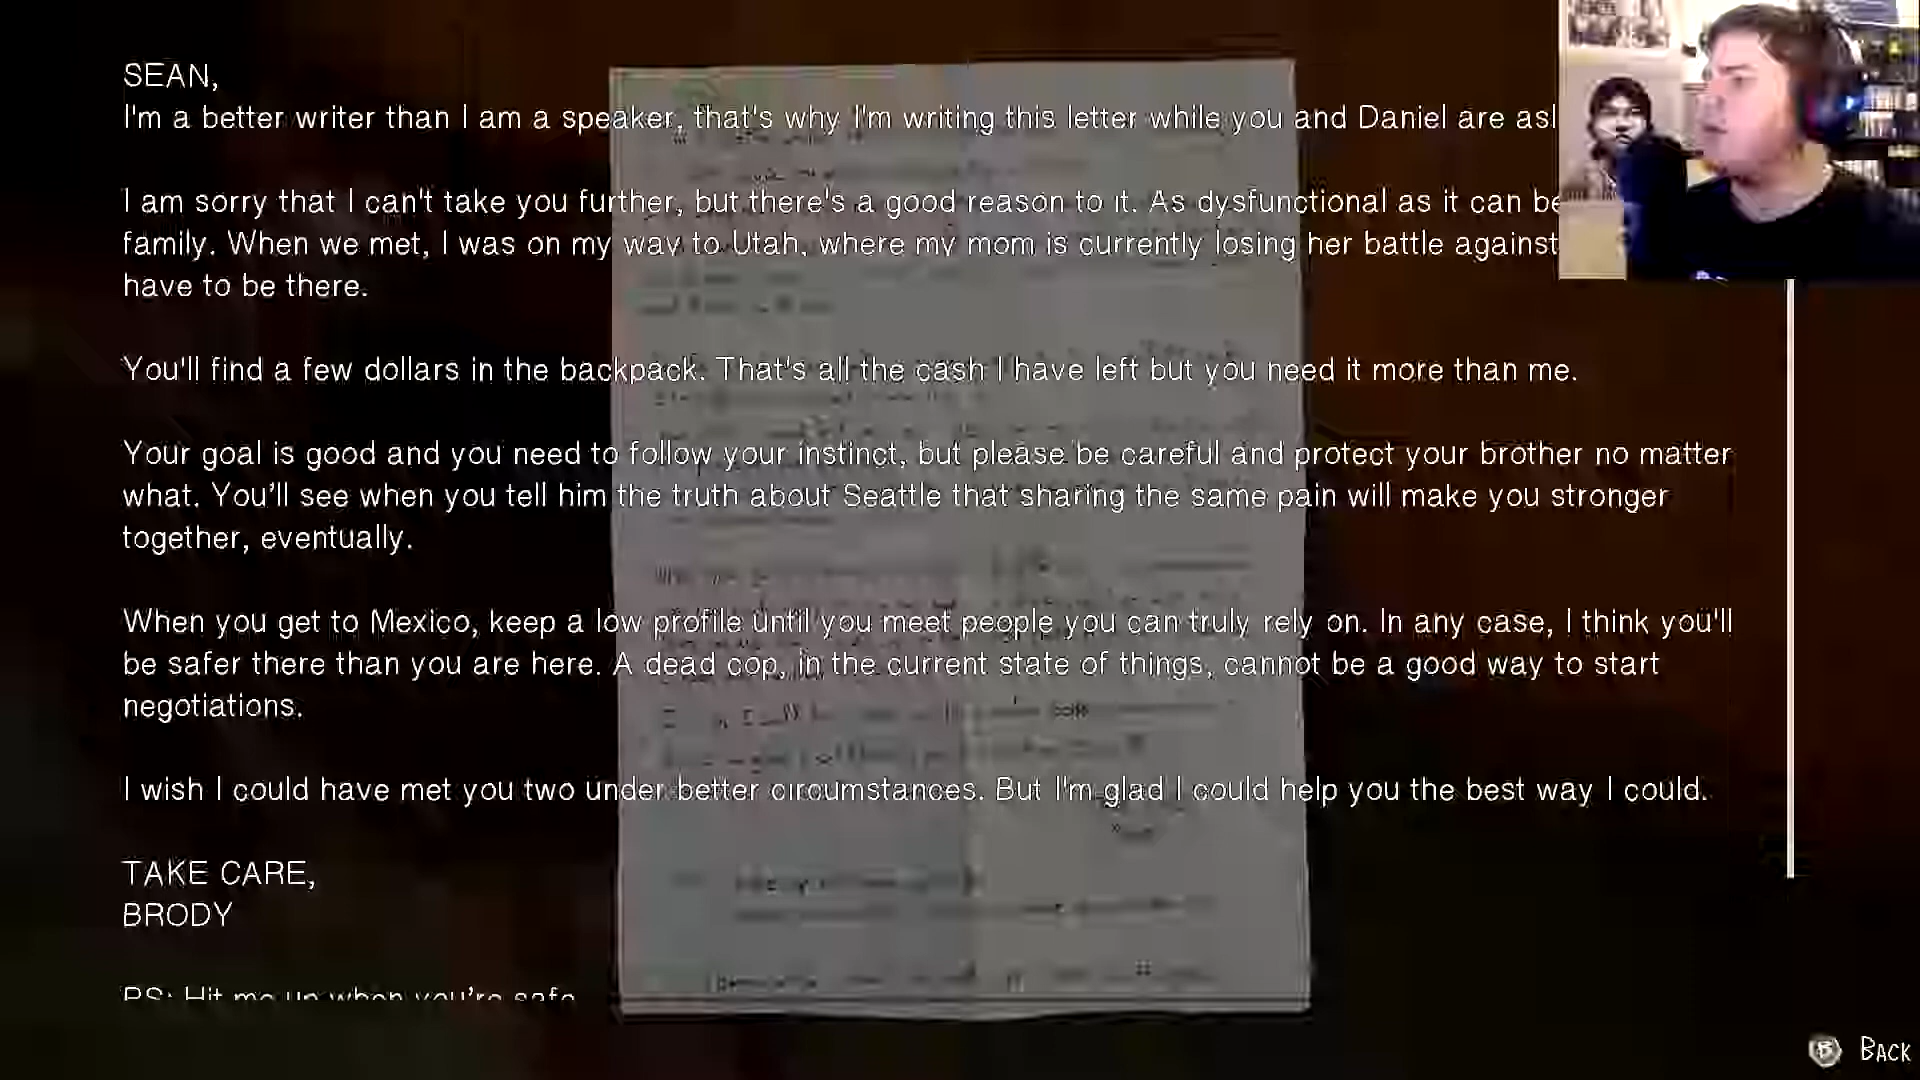 SEAN,
I'm a better writer than I am a speaker, that's why I'm writing this letter while you and Daniel are
I am sorry that I can't take you further, but there's a good reason to it. As dysfunctional as it can be
family. When we met, I was on my way to Utah, where my mom is currently losing her battle against
have to be there.
You'll find a few dollars in the backpack. That's all the cash I have left but you need it more than me.
Your goal is good and you need to follow your instinct, but please be careful and protect your brother no matter
what. You’ll see when you tell him the truth about Seattle that sharing the same pain will make you stronger
together, eventually.
When you get to Mexico, keep a low profile until you meet people you can truly rely on. In any case, I think you'll
be safer there than you are here. A dead cop, in the current state of things, cannot be a good way to start
negotiations.
I wish I could have met you two under better circumstances. But I'm glad I could help you the best way I could.
TAKE CARE,
BRODY
PS: Hit me up when you’re safe
B BACK